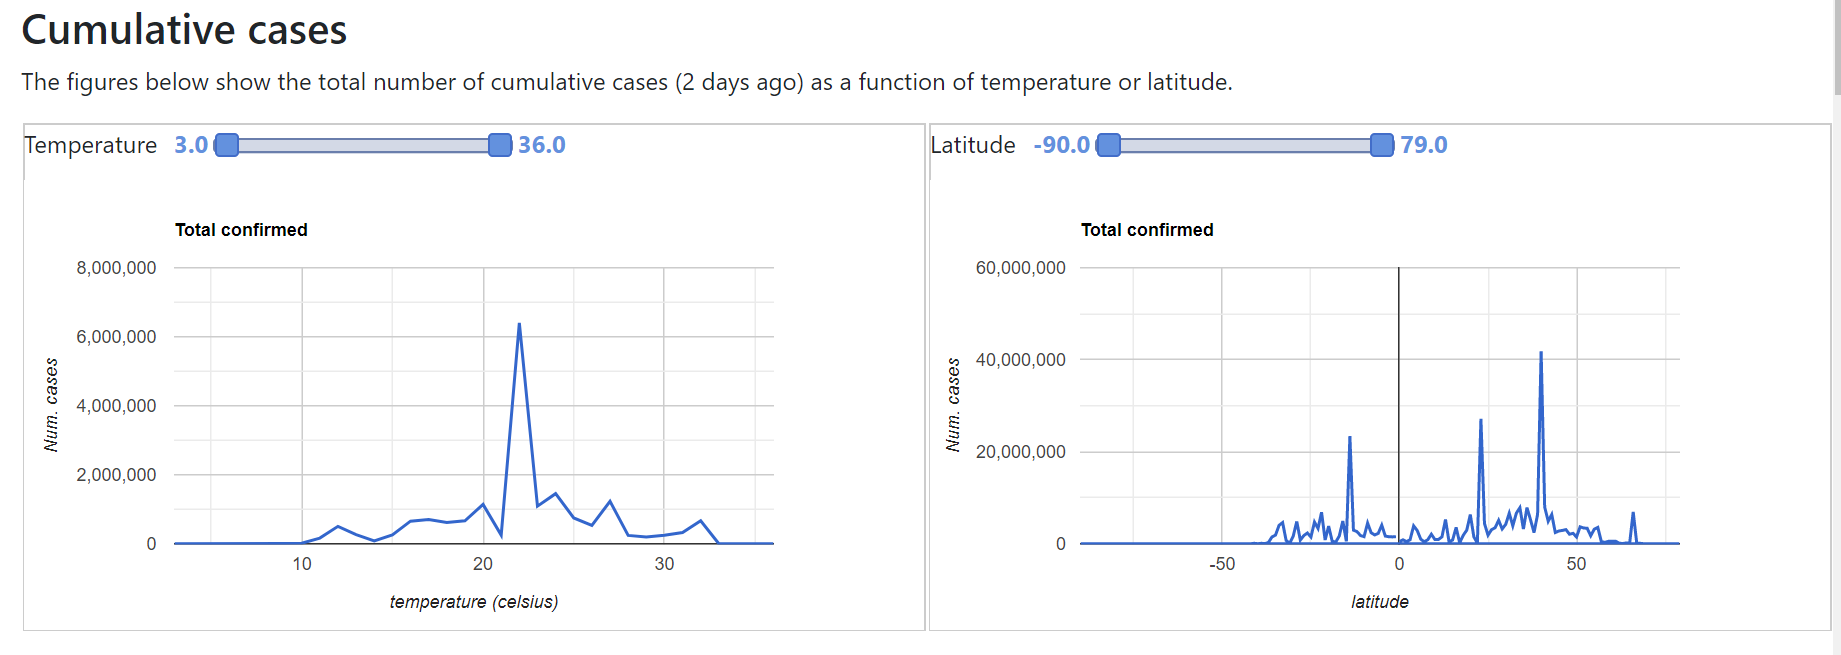 Cumulative cases
The figures below show the total number of cumulative cases (2 days ago) as a function of temperature or latitude.
Temperature 3.0 36.0
Total confirmed
8,000,000
6,000,000
4,000,000
2,000,000
0
Num. cases
10 20 30
temperature (celsius)
Latitude -90.0 79.0
Total confirmed
60,000,000
40,000,000
20,000,000
0
Num. cases
-50 0 50
latitude